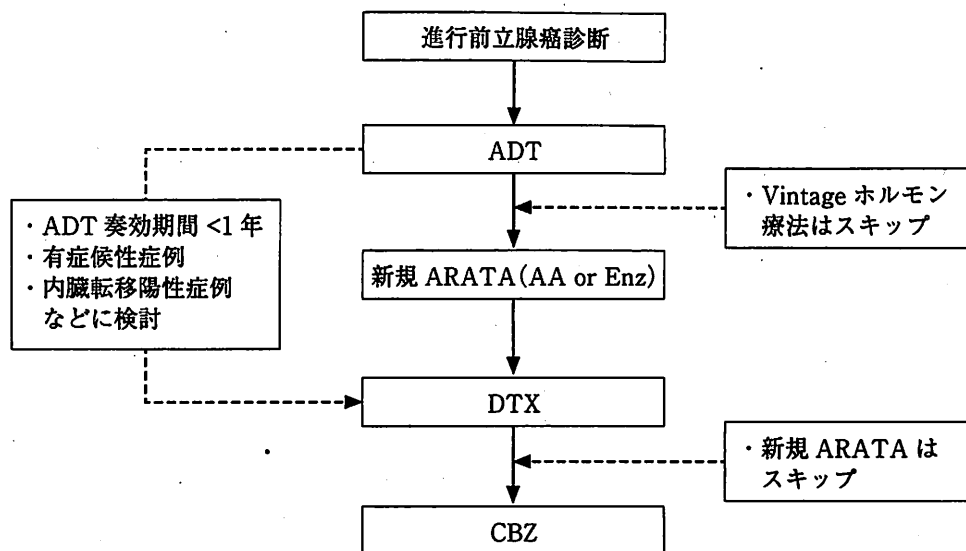 進行前立腺癌診断
ADT
・Vintage ホルモン
療法はスキップ
・ADT 奏効期間 <1 年
・有症候性症例
・内臓転移陽性症例
などに検討
新規 ARATA(AA or Enz)
DTX
・新規 ARATA は
スキップ
CBZ